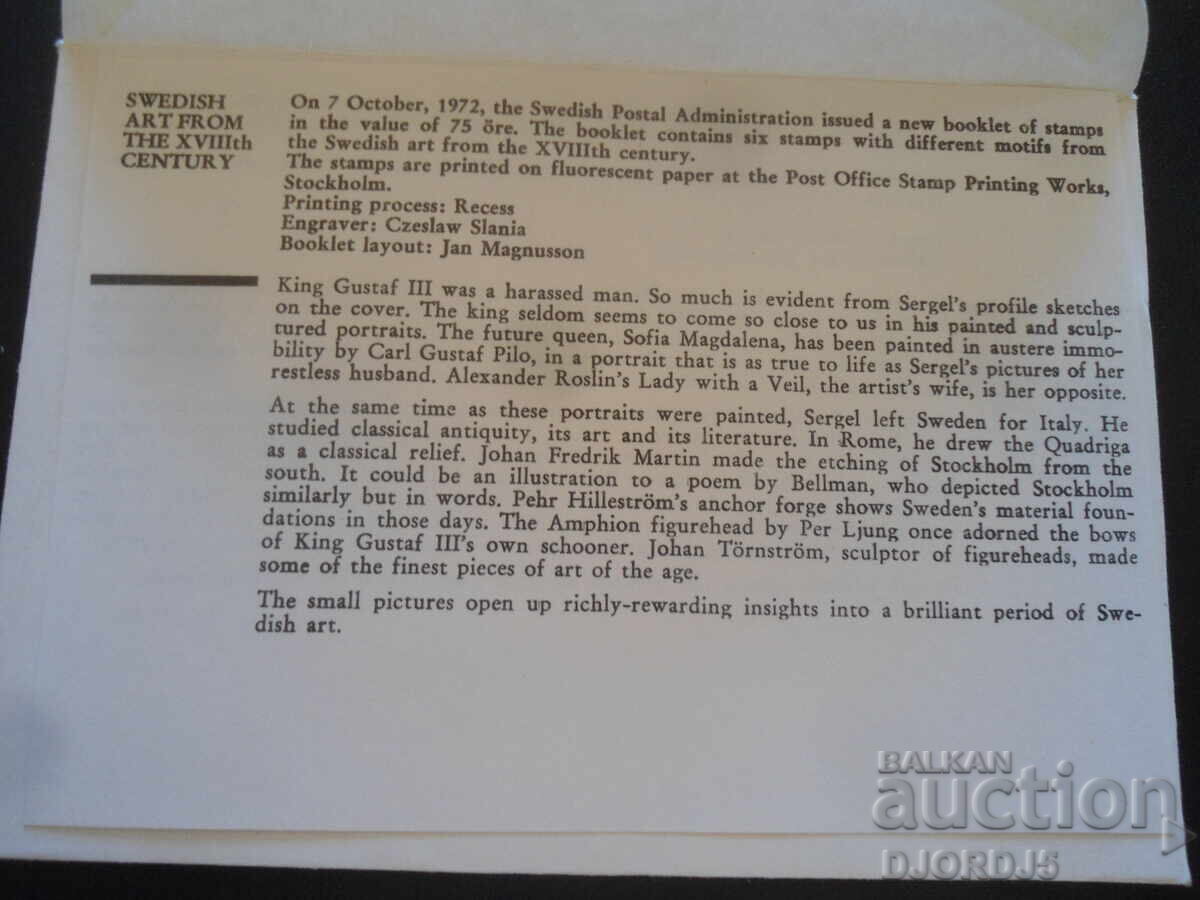 SWEDISH
ART FROM
THE XVIIIth
CENTURY
On 7 October, 1972, the Swedish Postal Administration issued a new booklet of stamps
in the value of 75 öre. The booklet contains six stamps with different motifs from
the Swedish art from the XVIIIth century.
The stamps are printed on fluorescent paper at the Post Office Stamp Printing Works,
Stockholm.
Printing process: Recess
Engraver: Czeslaw Slania
Booklet layout: Jan Magnusson
King Gustaf III was a harassed man. So much is evident from Sergel's profile sketches
on the cover. The king seldom seems to come so close to us in his painted and sculp-
tured portraits. The future queen, Sofia Magdalena, has been painted in austere immo-
bility by Carl Gustaf Pilo, in a portrait that is as true to life as Sergel's pictures of her
restless husband. Alexander Roslin's Lady with a Veil, the artist's wife, is her opposite.
At the same time as these portraits were painted, Sergel left Sweden for Italy. He
studied classical antiquity, its art and its literature. In Rome, he drew the Quadriga
as a classical relief. Johan Fredrik Martin made the etching of Stockholm from the
south. It could be an illustration to a poem by Bellman, who depicted Stockholm
similarly but in words. Pehr Hilleström's anchor forge shows Sweden's material foun-
dations in those days. The Amphion figurehead by Per Ljung once adorned the bows
of King Gustaf III's own schooner. Johan Törnström, sculptor of figureheads, made
some of the finest pieces of art of the age.
The small pictures open up richly-rewarding insights into a brilliant period of Swe-
dish art.
BALKAN
auction
DJORDJ5